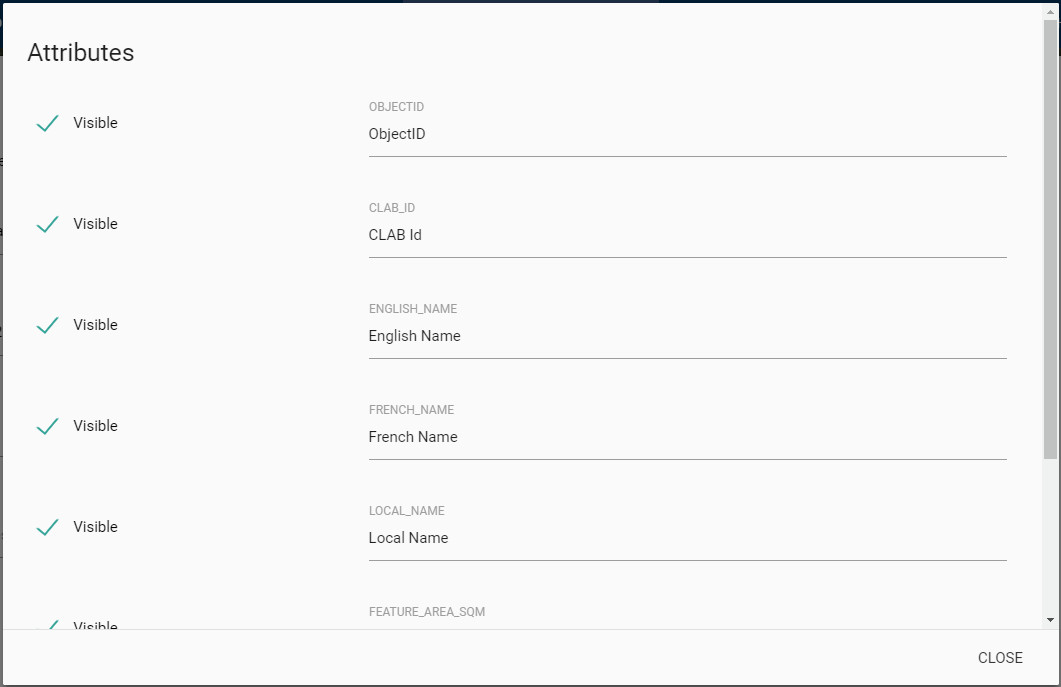 Attributes
Visible
OBJECTID
ObjectID
Visible
CLAB_ID
CLAB Id
Visible
ENGLISH_NAME
English Name
Visible
FRENCH_NAME
French Name
Visible
LOCAL_NAME
Local Name
Visible
FEATURE_AREA_SQM
CLOSE